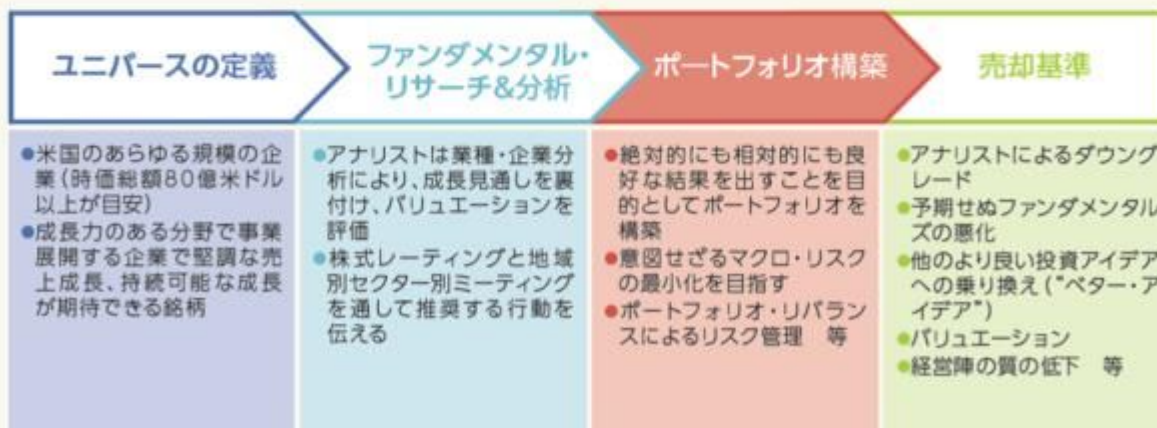 ユニバースの定義
ファンダメンタル・
リサーチ&分析
ポートフォリオ構築
売却基準
●米国のあらゆる規模の企
業(時価総額80億米ドル
以上が目安)
●成長力のある分野で事業
展開する企業で堅調な売
上成長、持続可能な成長
が期待できる銘柄
●アナリストは業種・企業分
析により、成長見通しを裏
付け、バリュエーションを
評価
●株式レーティングと地域
別セクター別ミーティング
を通して推奨する行動を
伝える
●絶対的にも相対的にも良
好な結果を出すことを目
的としてポートフォリオを
構築
●意図せざるマクロ・リスク
の最小化を目指す
●ポートフォリオ・リバラン
スによるリスク管理 等
●アナリストによるダウング
レード
●予期せぬファンダメンタル
ズの悪化
●他のより良い投資アイデア
への乗り換え("ベター・ア
イデア")
●バリュエーション
●経営陣の質の低下 等